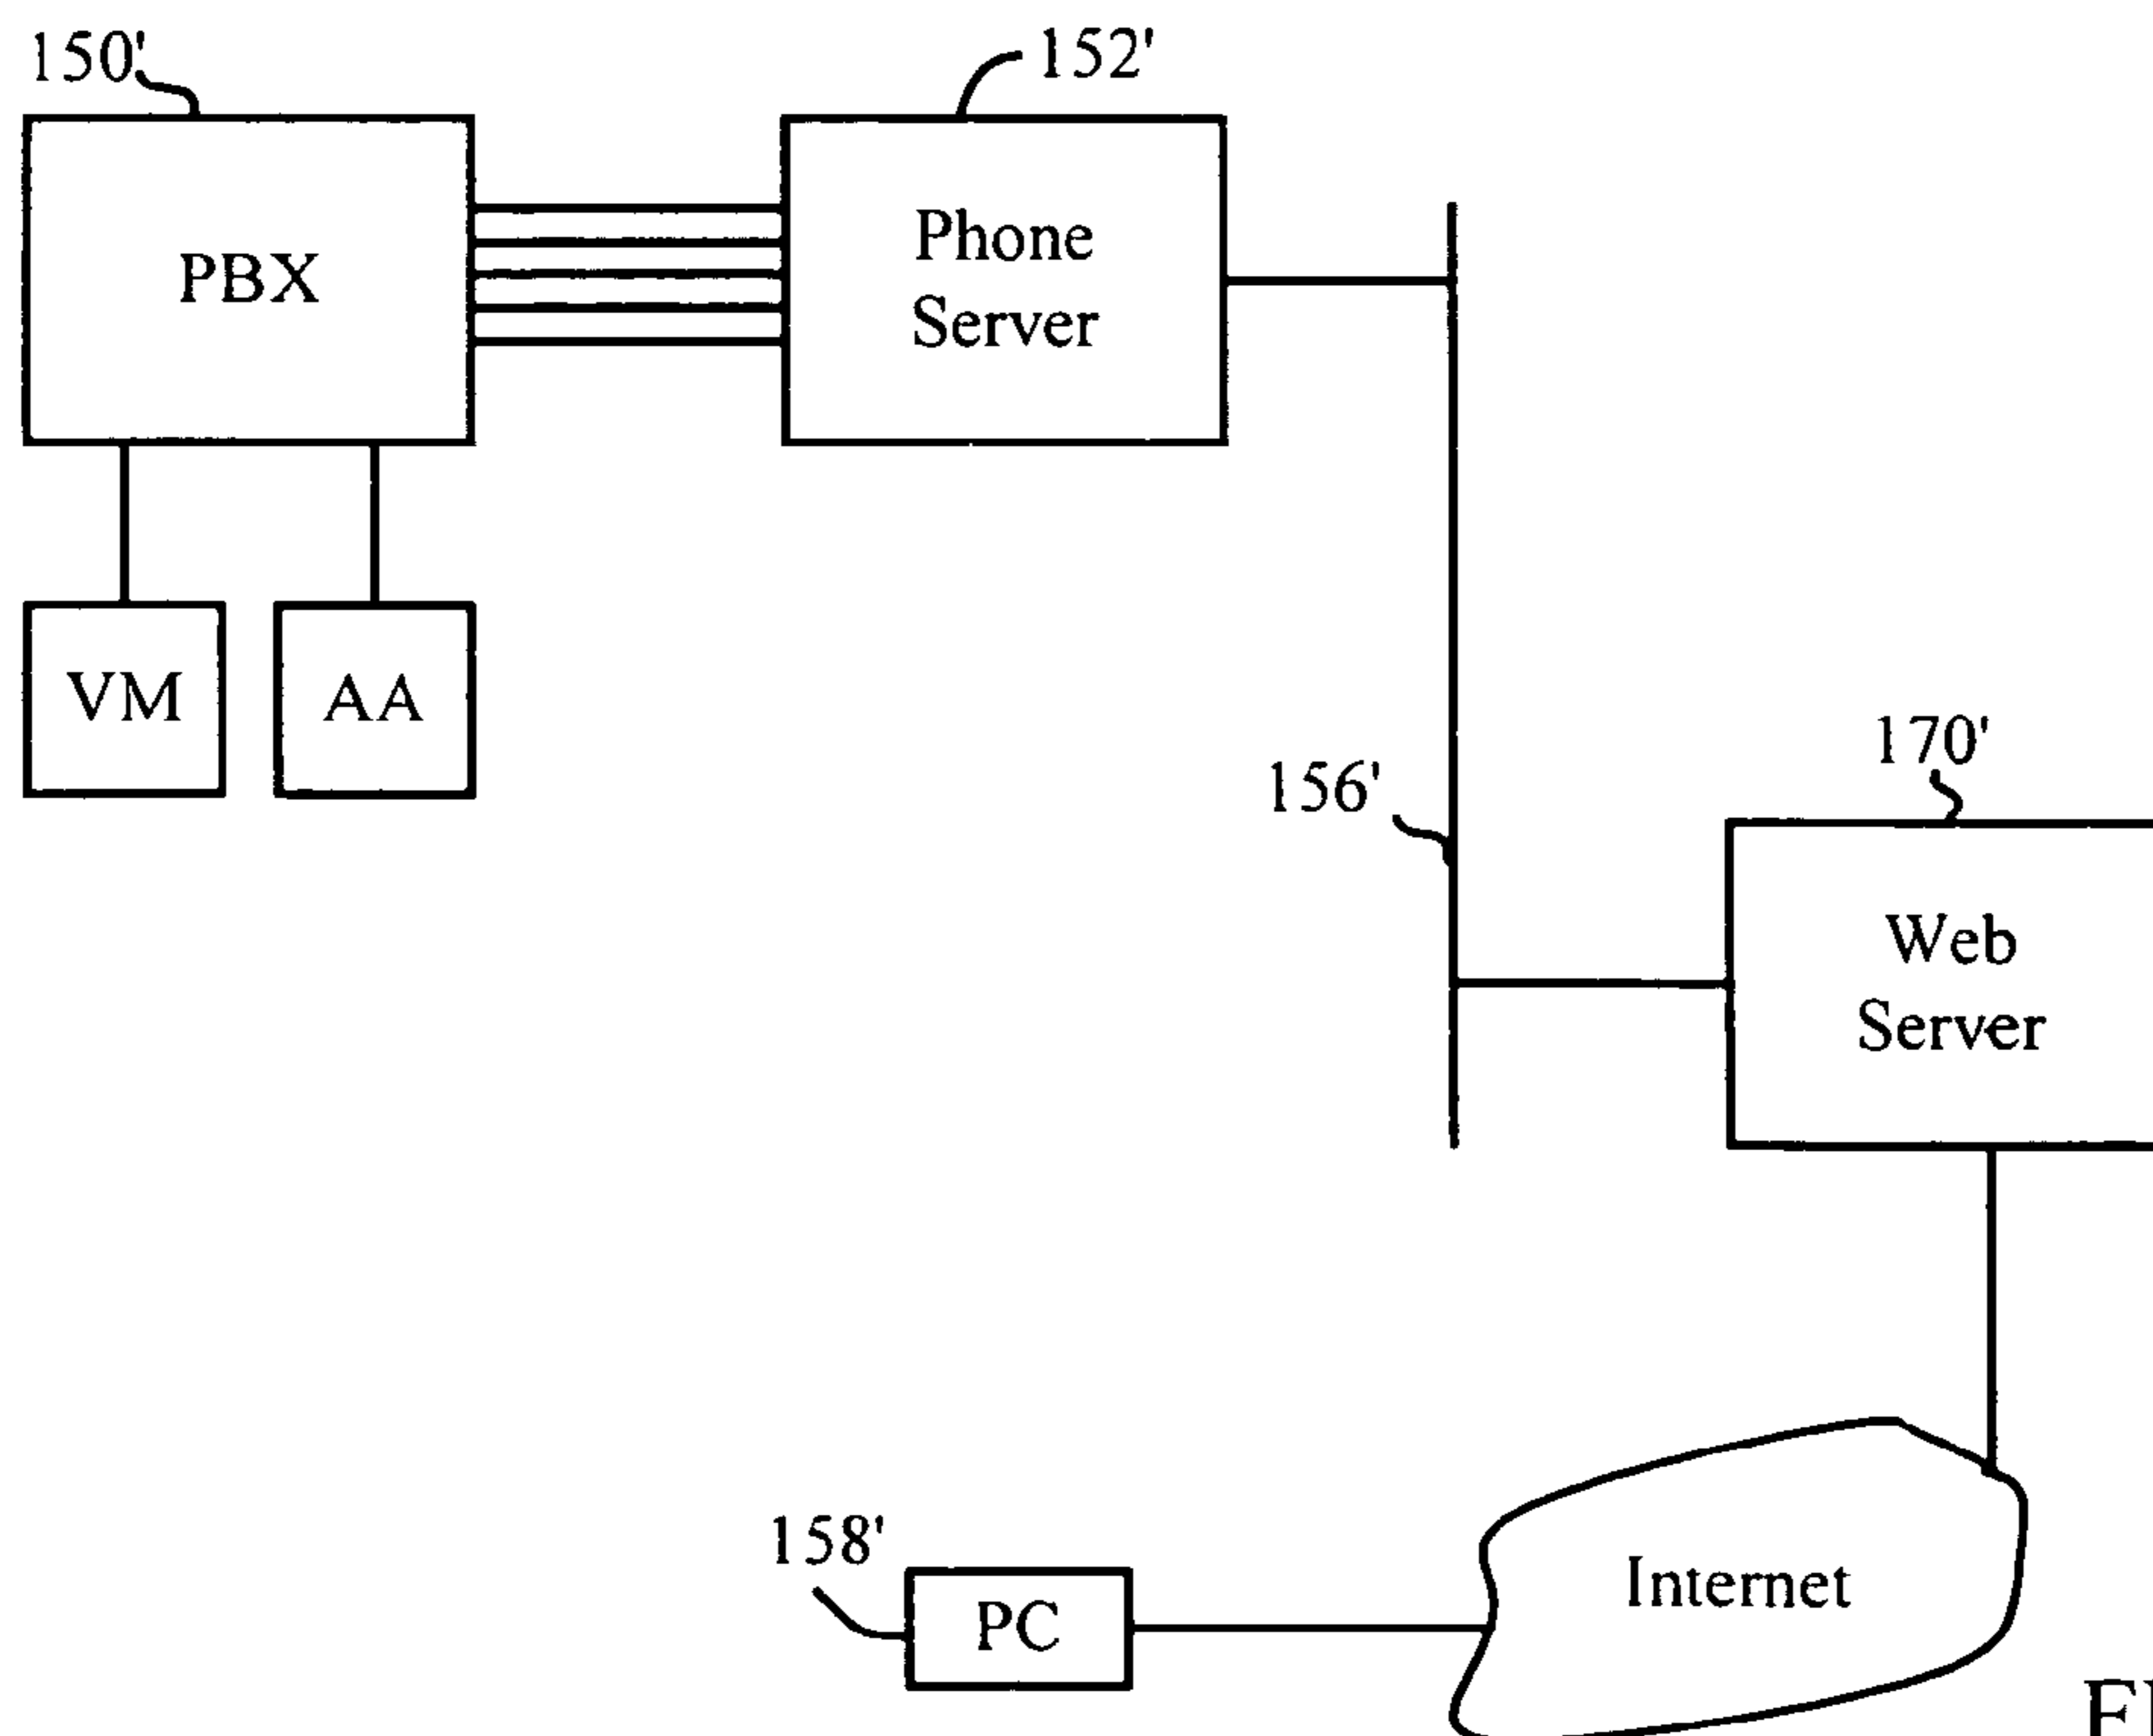 150'
152'
PBX
Phone
Server
VM
AA
156'
170'
Web
Server
158'
PC
Internet